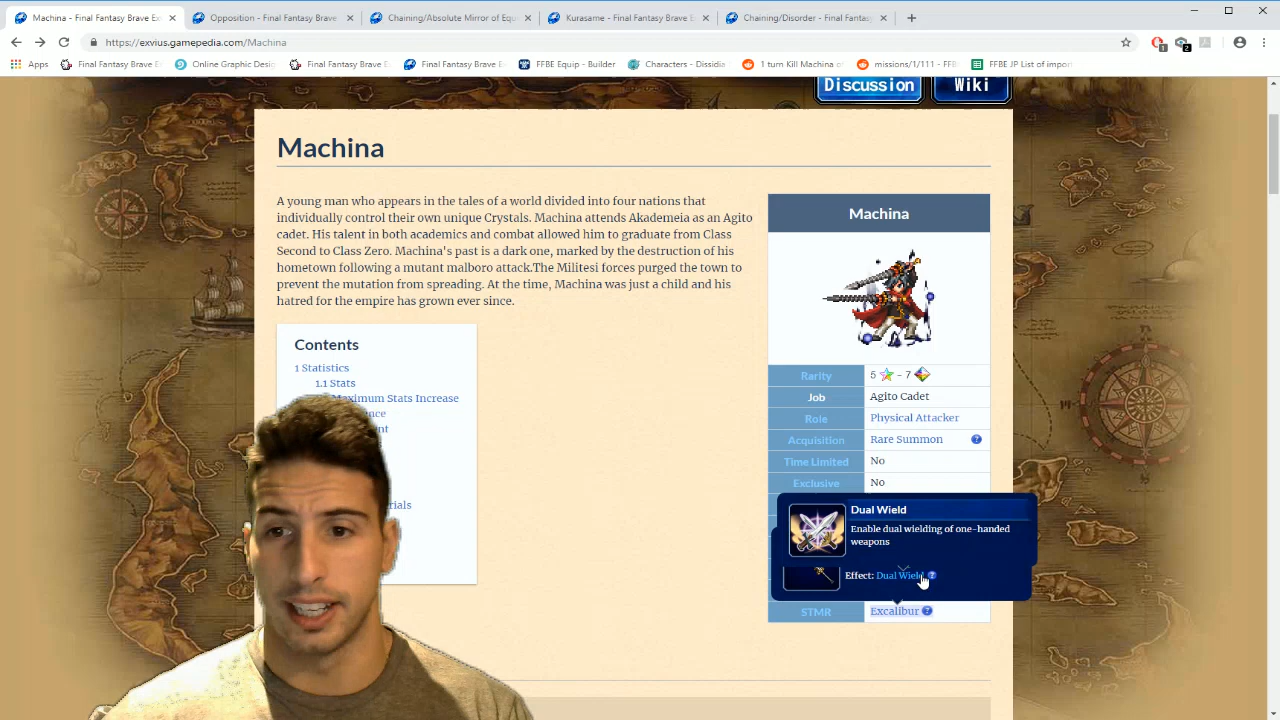 Machina - Final Fantasy Brave Ex
Opposition - Final Fantasy Brave
Chaining/Absolute Mirror of Equ
Kurasame - Final Fantasy Brave E
Chaining/Disorder - Final Fantasy
https://exvius.gamepedia.com/Machina
1
2
Apps
Final Fantasy Brave Ex
Online Graphic Desig
Final Fantasy Brave Ex
Final Fantasy Brave Ex
FFBE Equip - Builder
Characters - Dissidia
1 turn Kill Machina o
missions/1/111 - FFB
FFBE JP List of impor
Discussion
Wiki
Machina
A young man who appears in the tales of a world divided into four nations that
individually control their own unique Crystals. Machina attends Akademeia as an Agito
cadet. His talent in both academics and combat allowed him to graduate from Class
Second to Class Zero. Machina's past is a dark one, marked by the destruction of his
hometown following a mutant malboro attack.The Militesi forces purged the town to
prevent the mutation from spreading. At the time, Machina was just a child and his
hatred for the empire has grown ever since.
Contents
1 Statistics
1.1 Stats
Maximum Stats Increase
ence
nt
rials
Machina
Rarity 5 - 7
Job Agito Cadet
Role Physical Attacker
Acquisition Rare Summon ?
Time Limited No
Exclusive No
Dual Wield
Enable dual wielding of one-handed
weapons
Effect: Dual Wield ?
STMR Excalibur ?